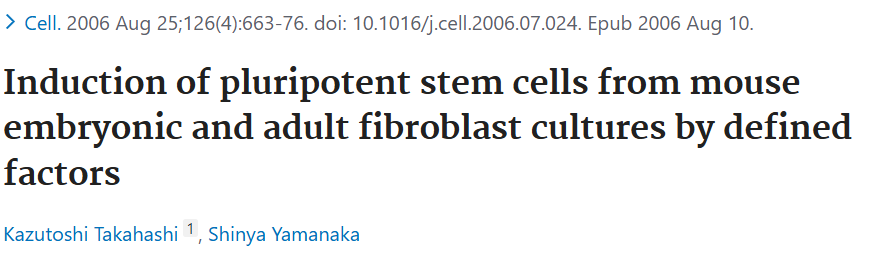 > Cell. 2006 Aug 25;126(4):663-76. doi: 10.1016/j.cell.2006.07.024. Epub 2006 Aug 10.
Induction of pluripotent stem cells from mouse
embryonic and adult fibroblast cultures by defined
factors
Kazutoshi Takahashi 1, Shinya Yamanaka